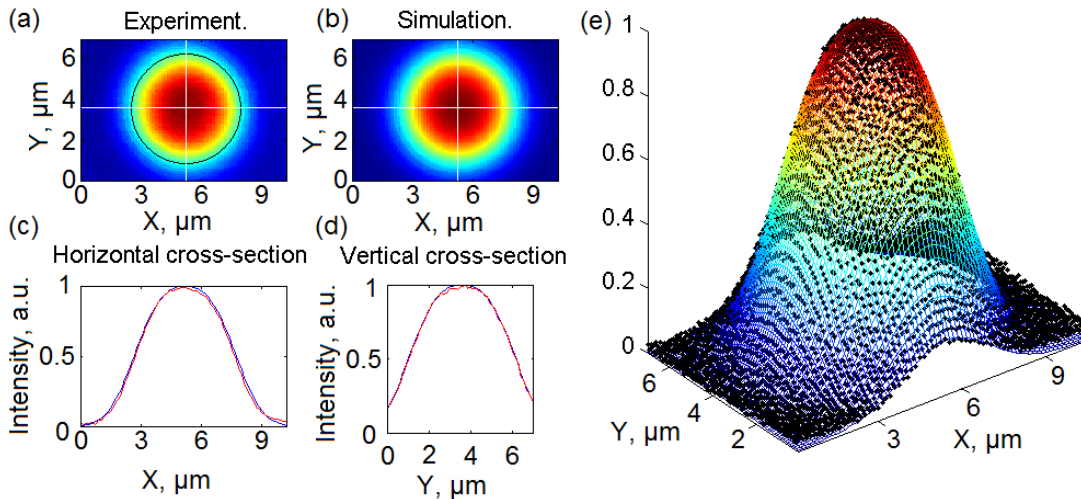 (a)
Experiment.
Y, µm
6
4
2
0
0 3 6 9
X, µm
(b)
Simulation.
Y, µm
6
4
2
0
0 3 6 9
X, µm
(c)
Horizontal cross-section
Intensity, a.u.
1
0.5
0
0 3 6 9
X, µm
(d)
Vertical cross-section
Intensity, a.u.
1
0.5
0
0 2 4 6
Y, µm
(e)
1
0.8
0.6
0.4
0.2
0
6
4
2
Y, µm
3
6
9
X, µm